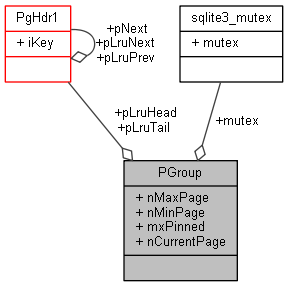 PgHdr1
+ iKey
+pNext
+pLruNext
+pLruPrev
sqlite3_mutex
+ mutex
+pLruHead
+pLruTail
+mutex
PGroup
+ nMaxPage
+ nMinPage
+ mxPinned
+ nCurrentPage